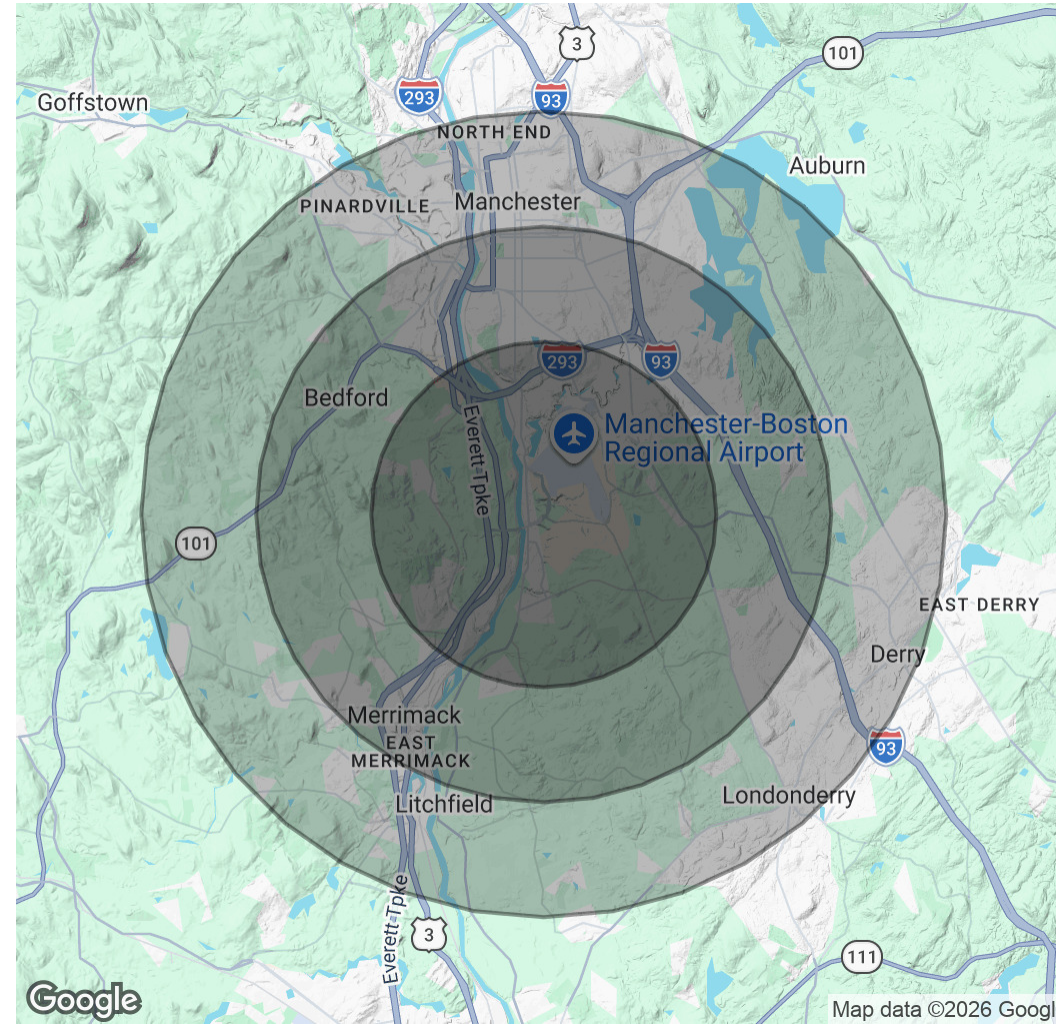 3
101
Goffstown
293
93
NORTH END
Auburn
PINARDVILLE
Manchester
293
93
Bedford
Manchester-Boston
Regional Airport
Everett Tpke
101
EAST DERRY
Derry
Merrimack
EAST
MERRIMACK
93
Londonderry
Litchfield
Everett Tpke
3
111
Google
Map data ©2026 Googl